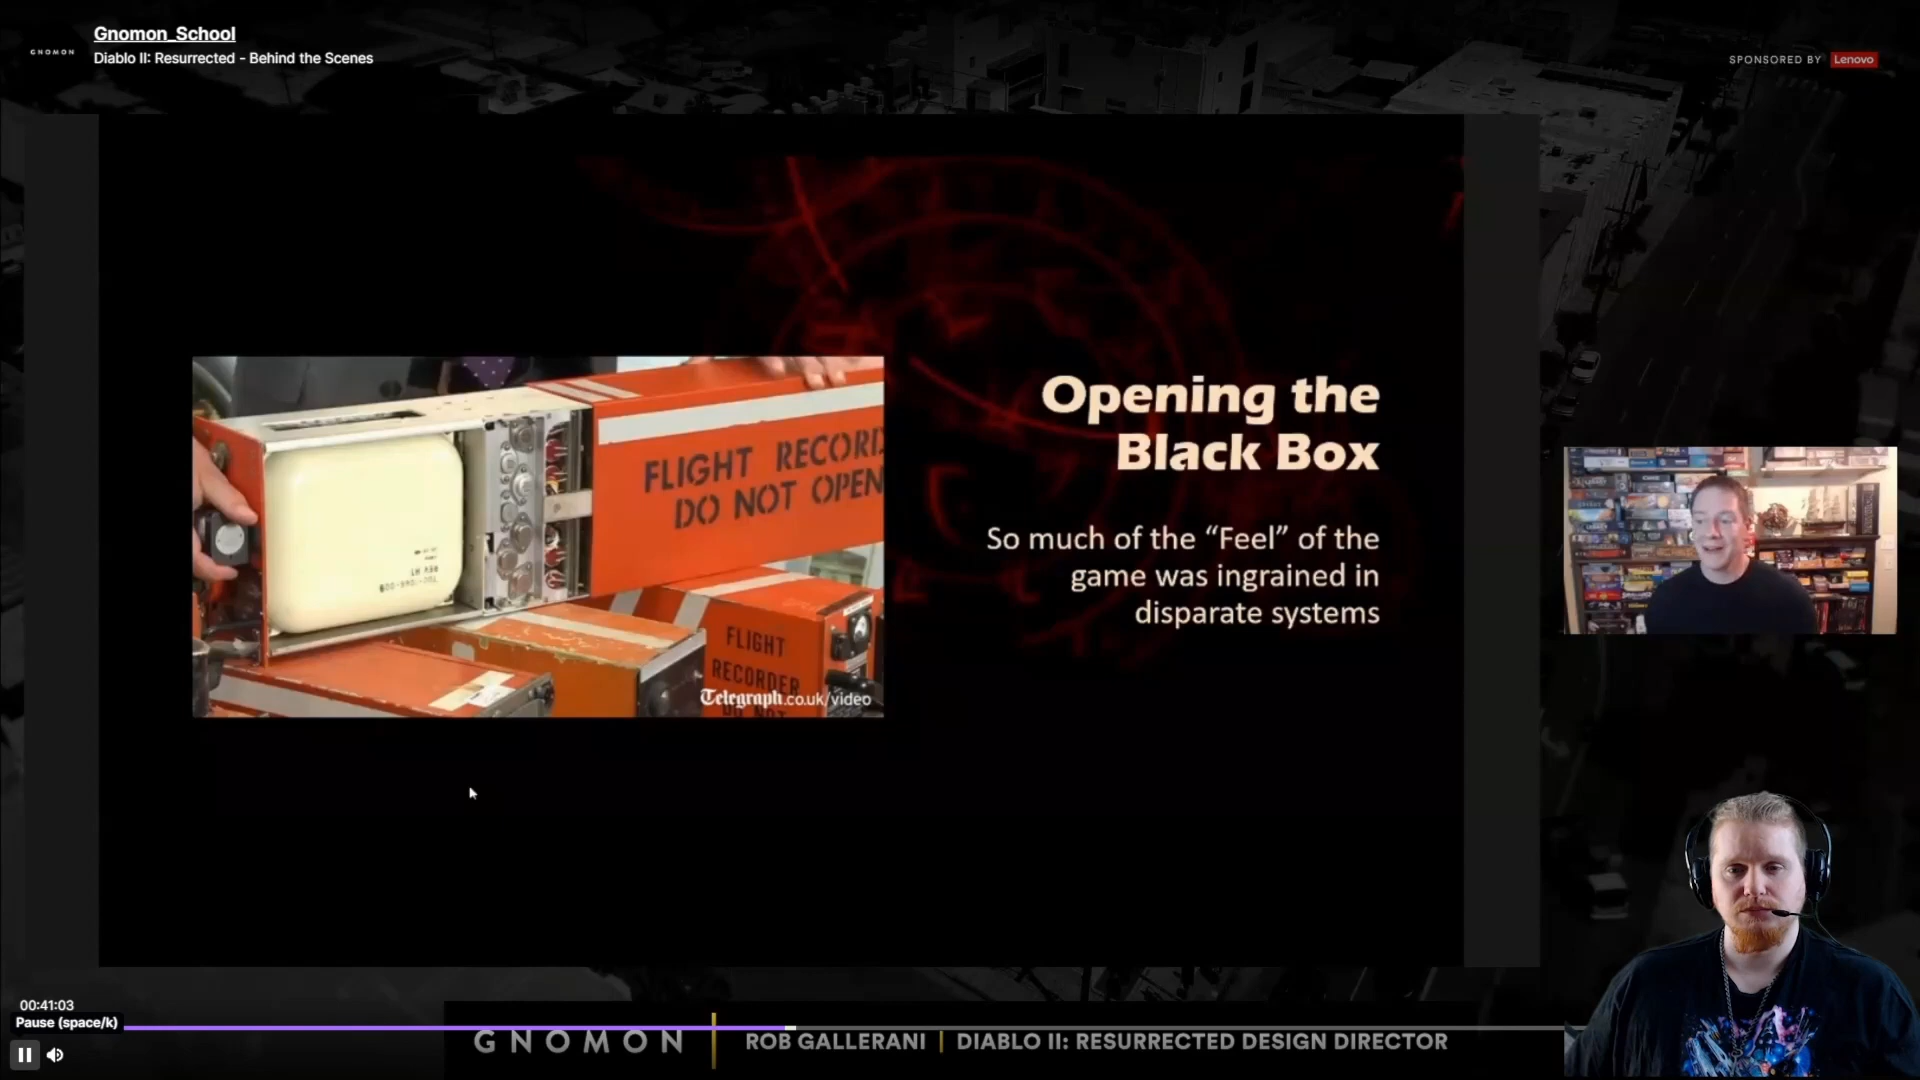 GNOMON
Gnomon_School
Diablo II: Resurrected - Behind the Scenes
SPONSORED BY Lenovo
FLIGHT RECORD
DO NOT OPEN
FLIGHT
RECORDER
DO NOT
Telegraph.co.uk/video
Opening the
Black Box
So much of the “Feel” of the
game was ingrained in
disparate systems
00:41:03
Pause (space/k)
GNOMON
ROB GALLERANI
DIABLO II: RESURRECTED DESIGN DIRECTOR